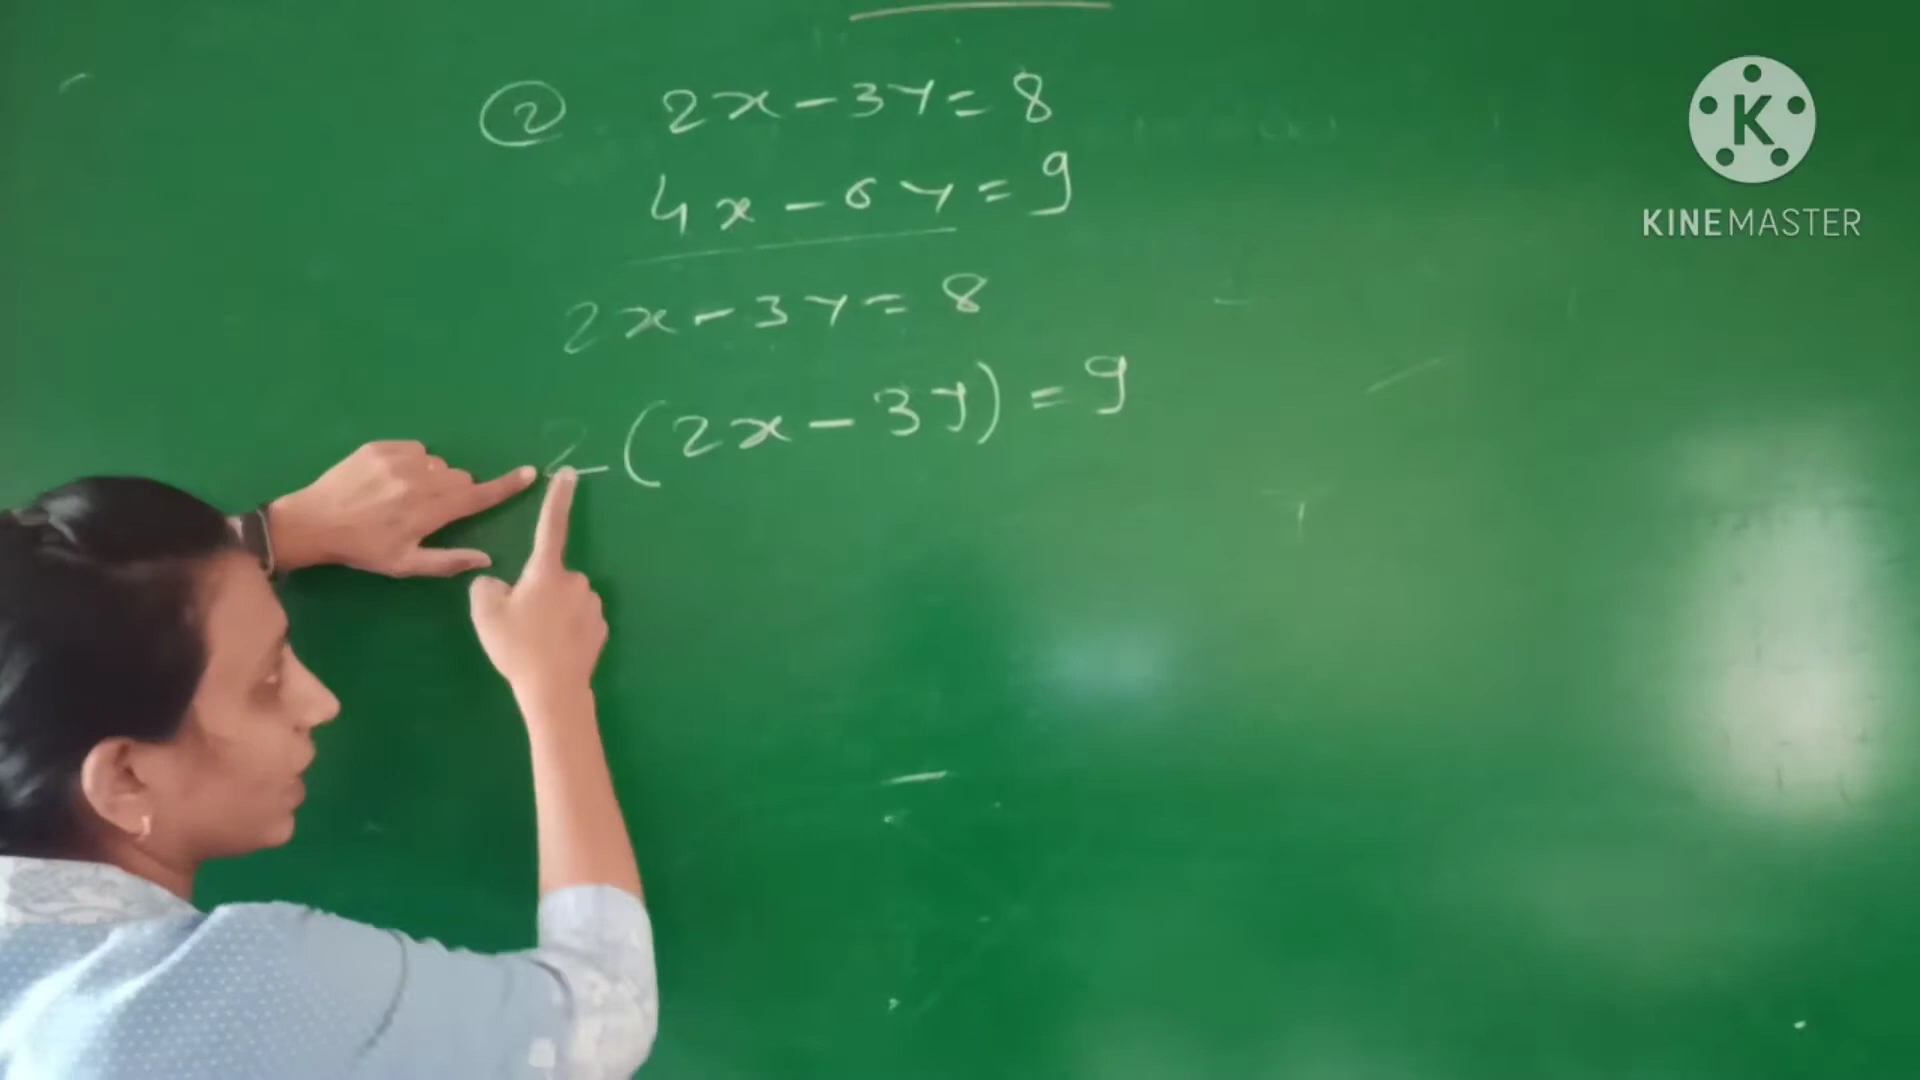 ② 2x - 3y = 8
4x - 6y = 9
2x - 3y = 8
2 (2x - 3y) = 9
K
KINEMASTER